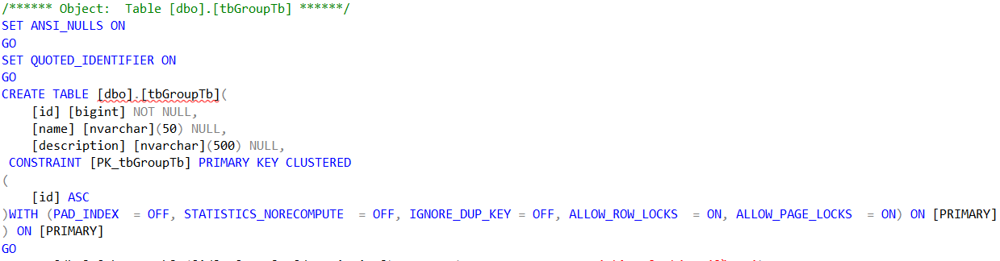 /****** Object:  Table [dbo].[tbGroupTb] ******/
SET ANSI_NULLS ON
GO
SET QUOTED_IDENTIFIER ON
GO
CREATE TABLE [dbo].[tbGroupTb](
    [id] [bigint] NOT NULL,
    [name] [nvarchar](50) NULL,
    [description] [nvarchar](500) NULL,
 CONSTRAINT [PK_tbGroupTb] PRIMARY KEY CLUSTERED
(
    [id] ASC
)WITH (PAD_INDEX  = OFF, STATISTICS_NORECOMPUTE  = OFF, IGNORE_DUP_KEY = OFF, ALLOW_ROW_LOCKS  = ON, ALLOW_PAGE_LOCKS  = ON) ON [PRIMARY]
) ON [PRIMARY]
GO